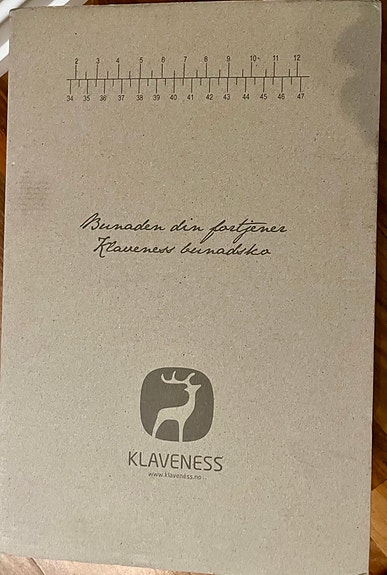 2 3 4 5 6 7 8 9 10 11 12
34 35 36 37 38 39 40 41 42 43 44 45 46 47
Bunaden din fortjener
Klaveness bunadsko
KLAVENESS
www.klaveness.no